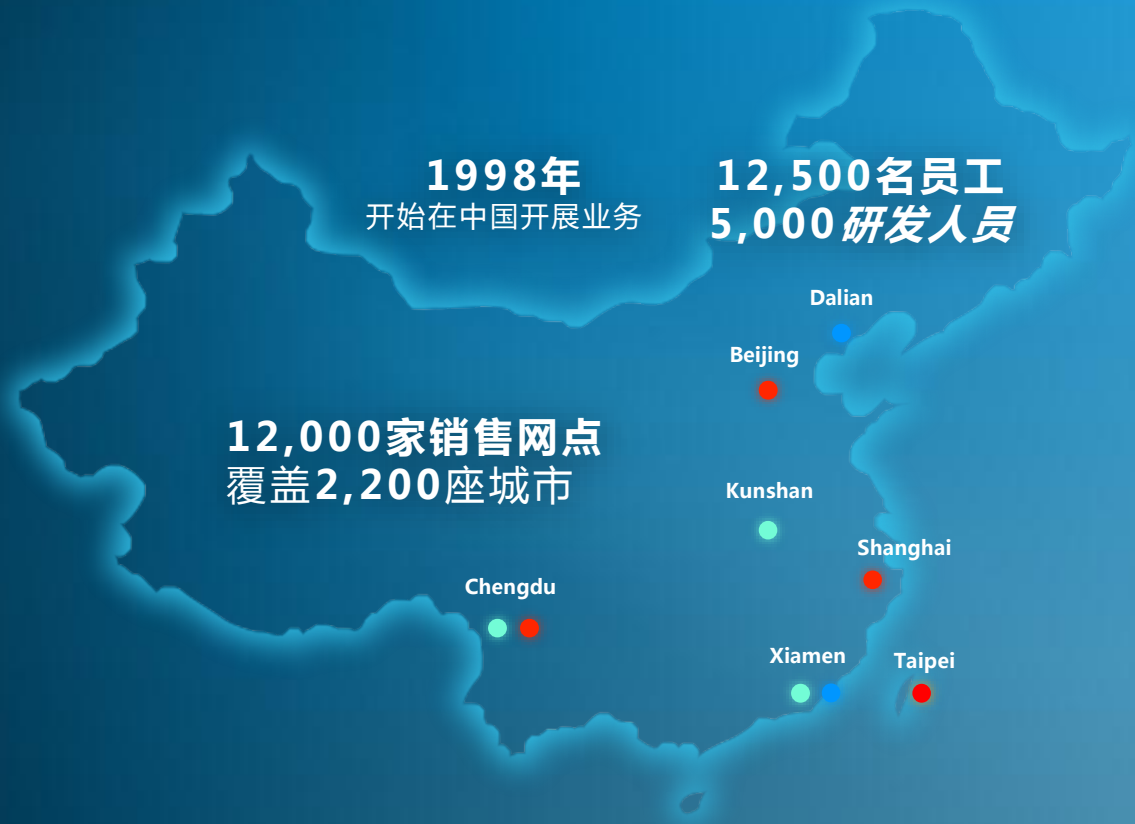 1998年
开始在中国开展业务
12,500名员工
5,000研发人员
Dalian
Beijing
12,000家销售网点
覆盖2,200座城市
Kunshan
Shanghai
Chengdu
Xiamen
Taipei